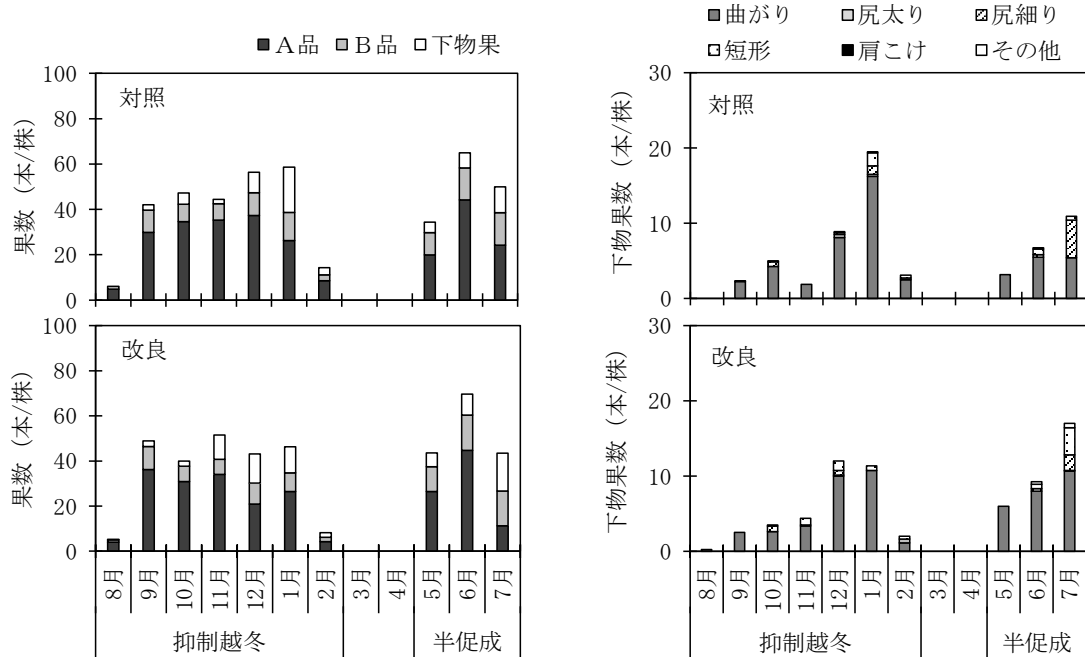 ■A品 ■B品 □下物果
100
80
60
40
20
0
果数（本/株）
対照
100
80
60
40
20
0
果数（本/株）
改良
8月 9月 10月 11月 12月 1月 2月 3月 4月 5月 6月 7月
抑制越冬 半促成
曲がり 尻太り 尻細り
短形 肩こけ その他
30
20
10
0
下物果数（本/株）
対照
30
20
10
0
下物果数（本/株）
改良
8月 9月 10月 11月 12月 1月 2月 3月 4月 5月 6月 7月
抑制越冬 半促成